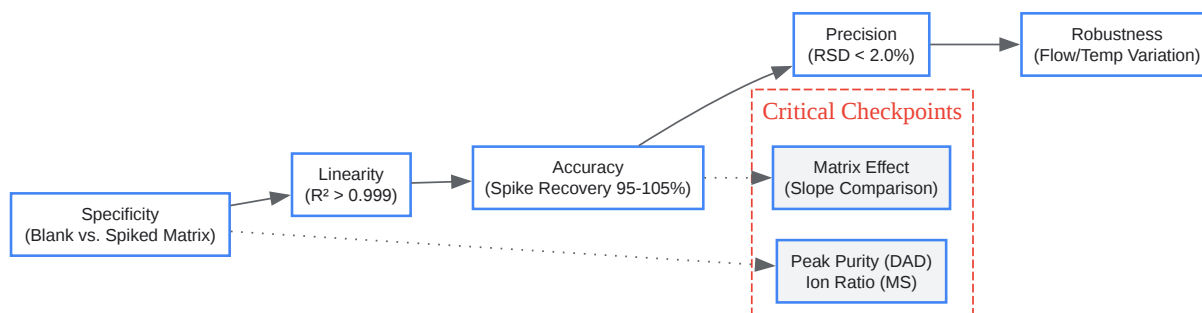 Specificity
(Blank vs. Spiked Matrix)
Linearity
(R² > 0.999)
Accuracy
(Spike Recovery 95-105%)
Precision
(RSD < 2.0%)
Robustness
(Flow/Temp Variation)
Critical Checkpoints
Matrix Effect
(Slope Comparison)
Peak Purity (DAD)
Ion Ratio (MS)